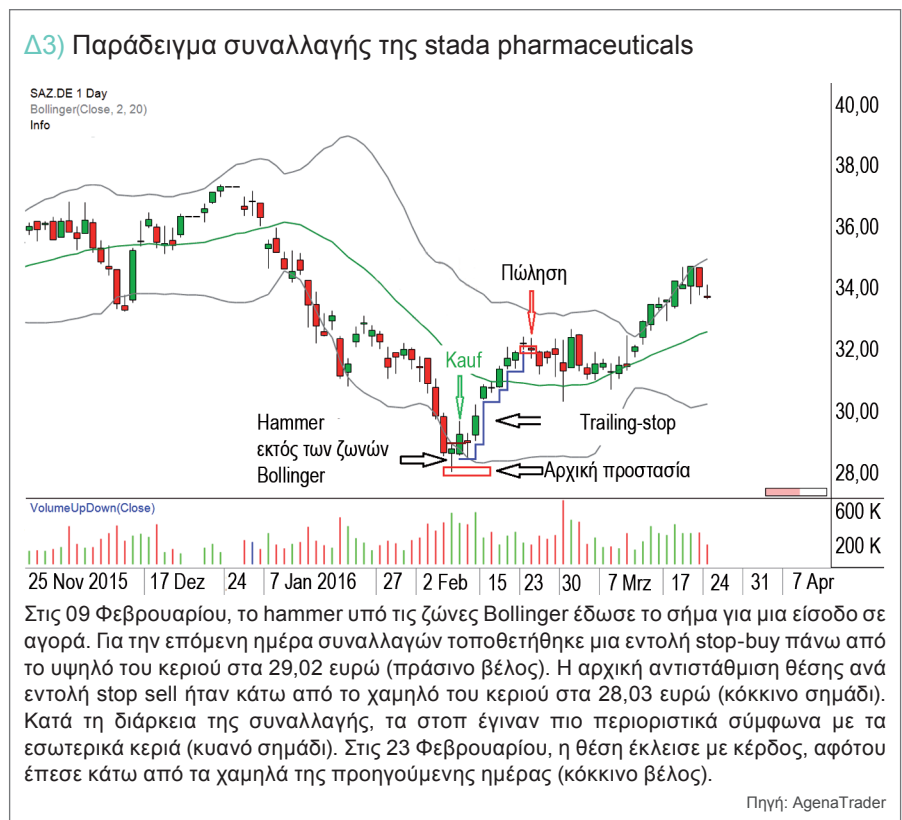 Δ3) Παράδειγμα συναλλαγής της stada pharmaceuticals
SAZ.DE 1 Day
Bollinger(Close, 2, 20)
Info
40,00
38,00
36,00
34,00
32,00
30,00
28,00
Πώληση
Kauf
Hammer
εκτός των ζωνών
Bollinger
Trailing-stop
Αρχική προστασία
VolumeUpDown(Close)
600 K
200 K
25 Nov 2015 17 Dez 24 7 Jan 2016 27 2 Feb 15 23 30 7 Mrz 17 24 31 7 Apr
Στις 09 Φεβρουαρίου, το hammer υπό τις ζώνες Bollinger έδωσε το σήμα για μια είσοδο σε
αγορά. Για την επόμενη ημέρα συναλλαγών τοποθετήθηκε μια εντολή stop-buy πάνω από
το υψηλό του κεριού στα 29,02 ευρώ (πράσινο βέλος). Η αρχική αντιστάθμιση θέσης ανά
εντολή stop sell ήταν κάτω από το χαμηλό του κεριού στα 28,03 ευρώ (κόκκινο σημάδι).
Κατά τη διάρκεια της συναλλαγής, τα στοπ έγιναν πιο περιοριστικά σύμφωνα με τα
εσωτερικά κεριά (κυανό σημάδι). Στις 23 Φεβρουαρίου, η θέση έκλεισε με κέρδος, αφότου
έπεσε κάτω από τα χαμηλά της προηγούμενης ημέρας (κόκκινο βέλος).
Πηγή: AgenaTrader